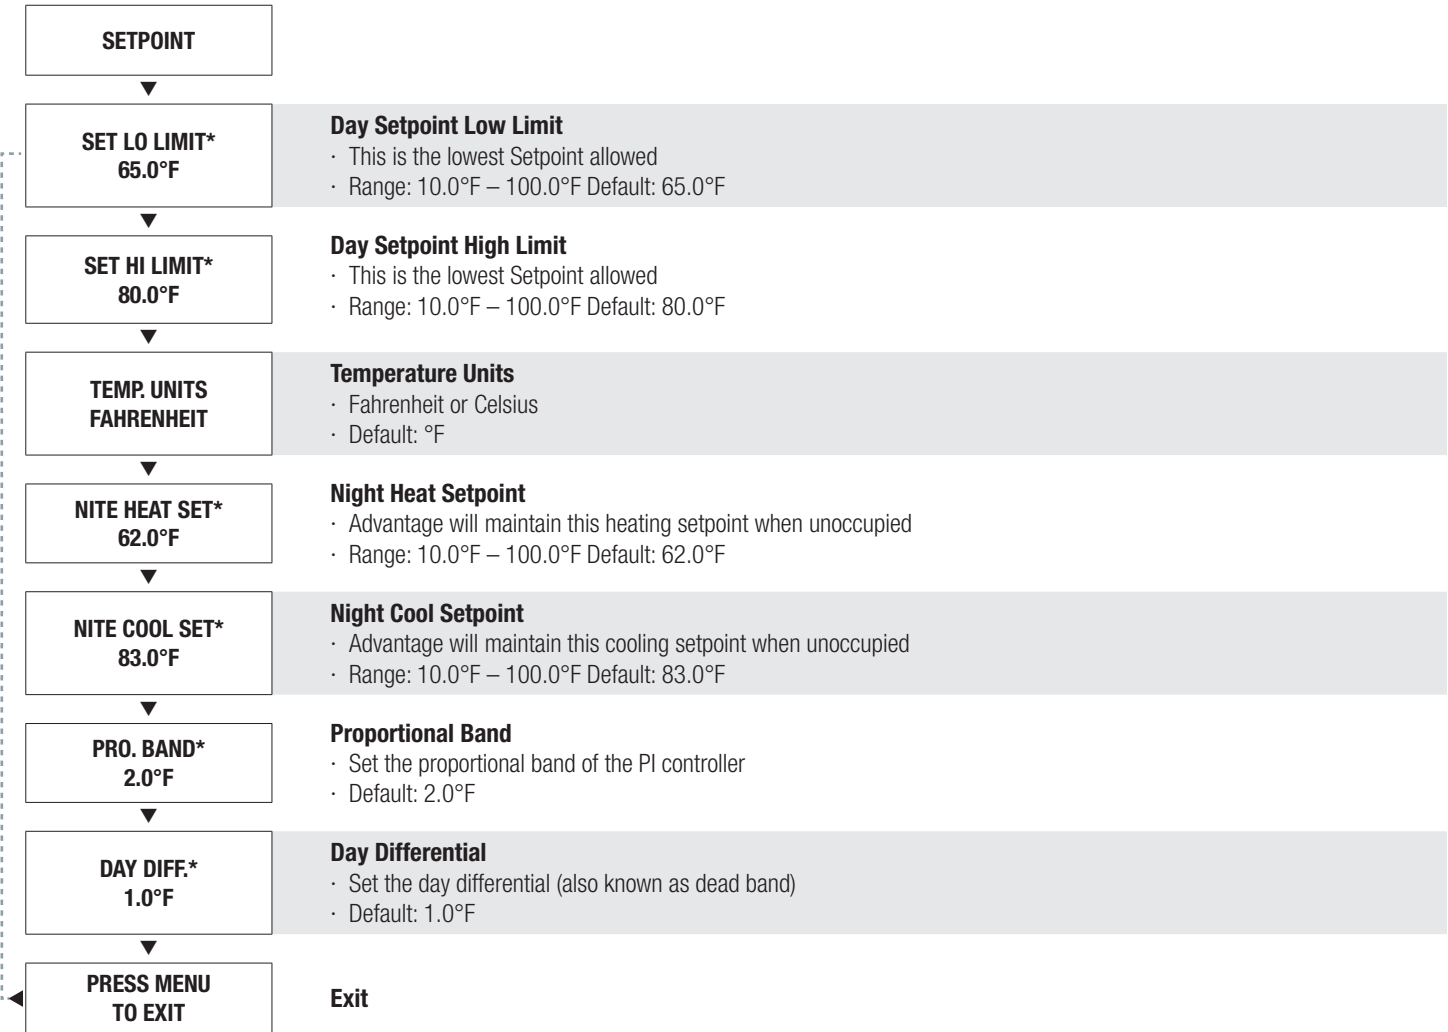 SETPOINT
SET LO LIMIT*
65.0°F
Day Setpoint Low Limit
· This is the lowest Setpoint allowed
· Range: 10.0°F – 100.0°F Default: 65.0°F
SET HI LIMIT*
80.0°F
Day Setpoint High Limit
· This is the lowest Setpoint allowed
· Range: 10.0°F – 100.0°F Default: 80.0°F
TEMP. UNITS
FAHRENHEIT
Temperature Units
· Fahrenheit or Celsius
· Default: °F
NITE HEAT SET*
62.0°F
Night Heat Setpoint
· Advantage will maintain this heating setpoint when unoccupied
· Range: 10.0°F – 100.0°F Default: 62.0°F
NITE COOL SET*
83.0°F
Night Cool Setpoint
· Advantage will maintain this cooling setpoint when unoccupied
· Range: 10.0°F – 100.0°F Default: 83.0°F
PRO. BAND*
2.0°F
Proportional Band
· Set the proportional band of the PI controller
· Default: 2.0°F
DAY DIFF.*
1.0°F
Day Differential
· Set the day differential (also known as dead band)
· Default: 1.0°F
PRESS MENU
TO EXIT
Exit